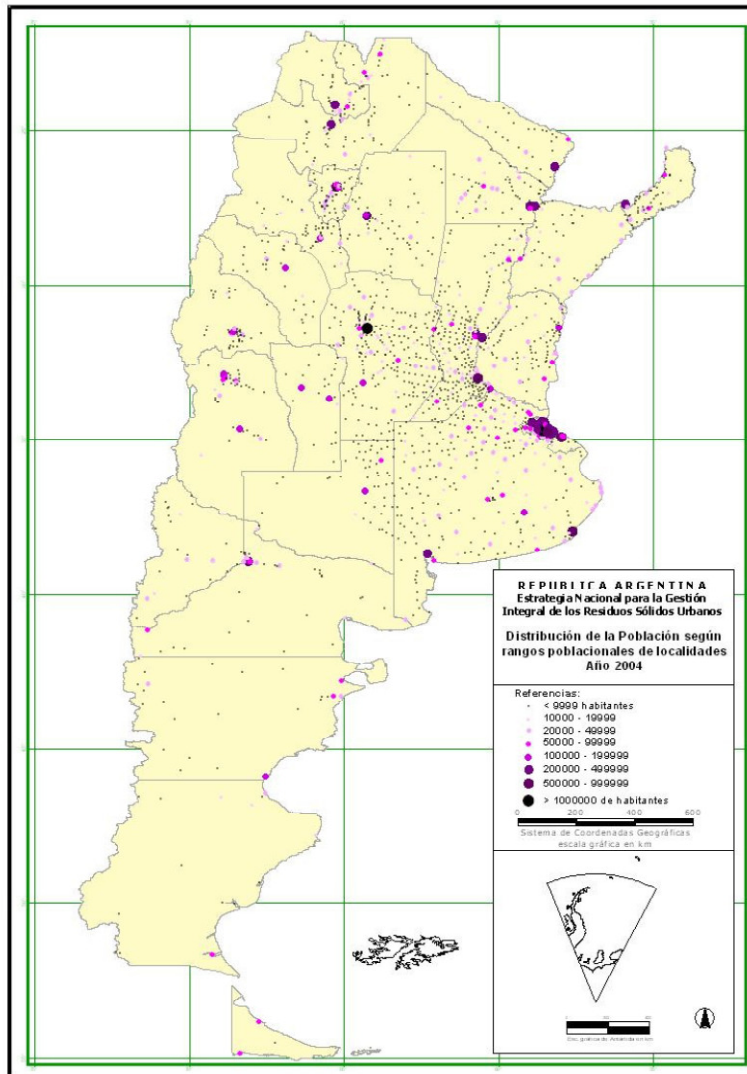 REPUBLICA ARGENTINA
Estrategia Nacional para la Gestión
Integral de los Residuos Sólidos Urbanos
Distribución de la Población según
rangos poblacionales de localidades
Año 2004
Referencias:
< 9999 habitantes
10000 - 19999
20000 - 49999
50000 - 99999
100000 - 199999
200000 - 499999
500000 - 999999
> 1000000 de habitantes
0 200 400 600
Sistema de Coordenadas Geográficas
escala gráfica en km